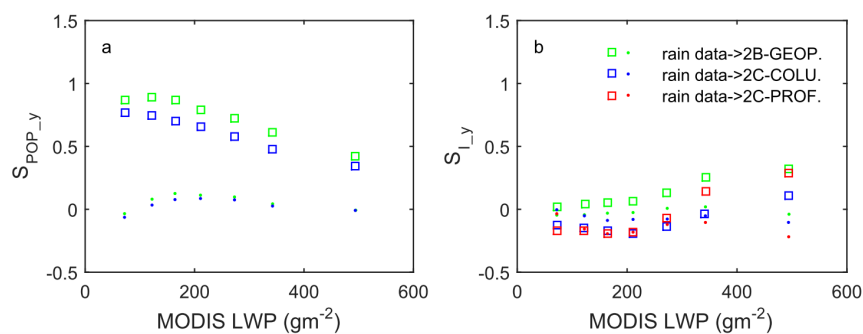 1.5
1
0.5
0
-0.5
S_POP_y
a
0
200
400
600
MODIS LWP (gm-2)
1.5
1
0.5
0
-0.5
S_I_y
b
rain data->2B-GEOP.
rain data->2C-COLU.
rain data->2C-PROF.
0
200
400
600
MODIS LWP (gm-2)